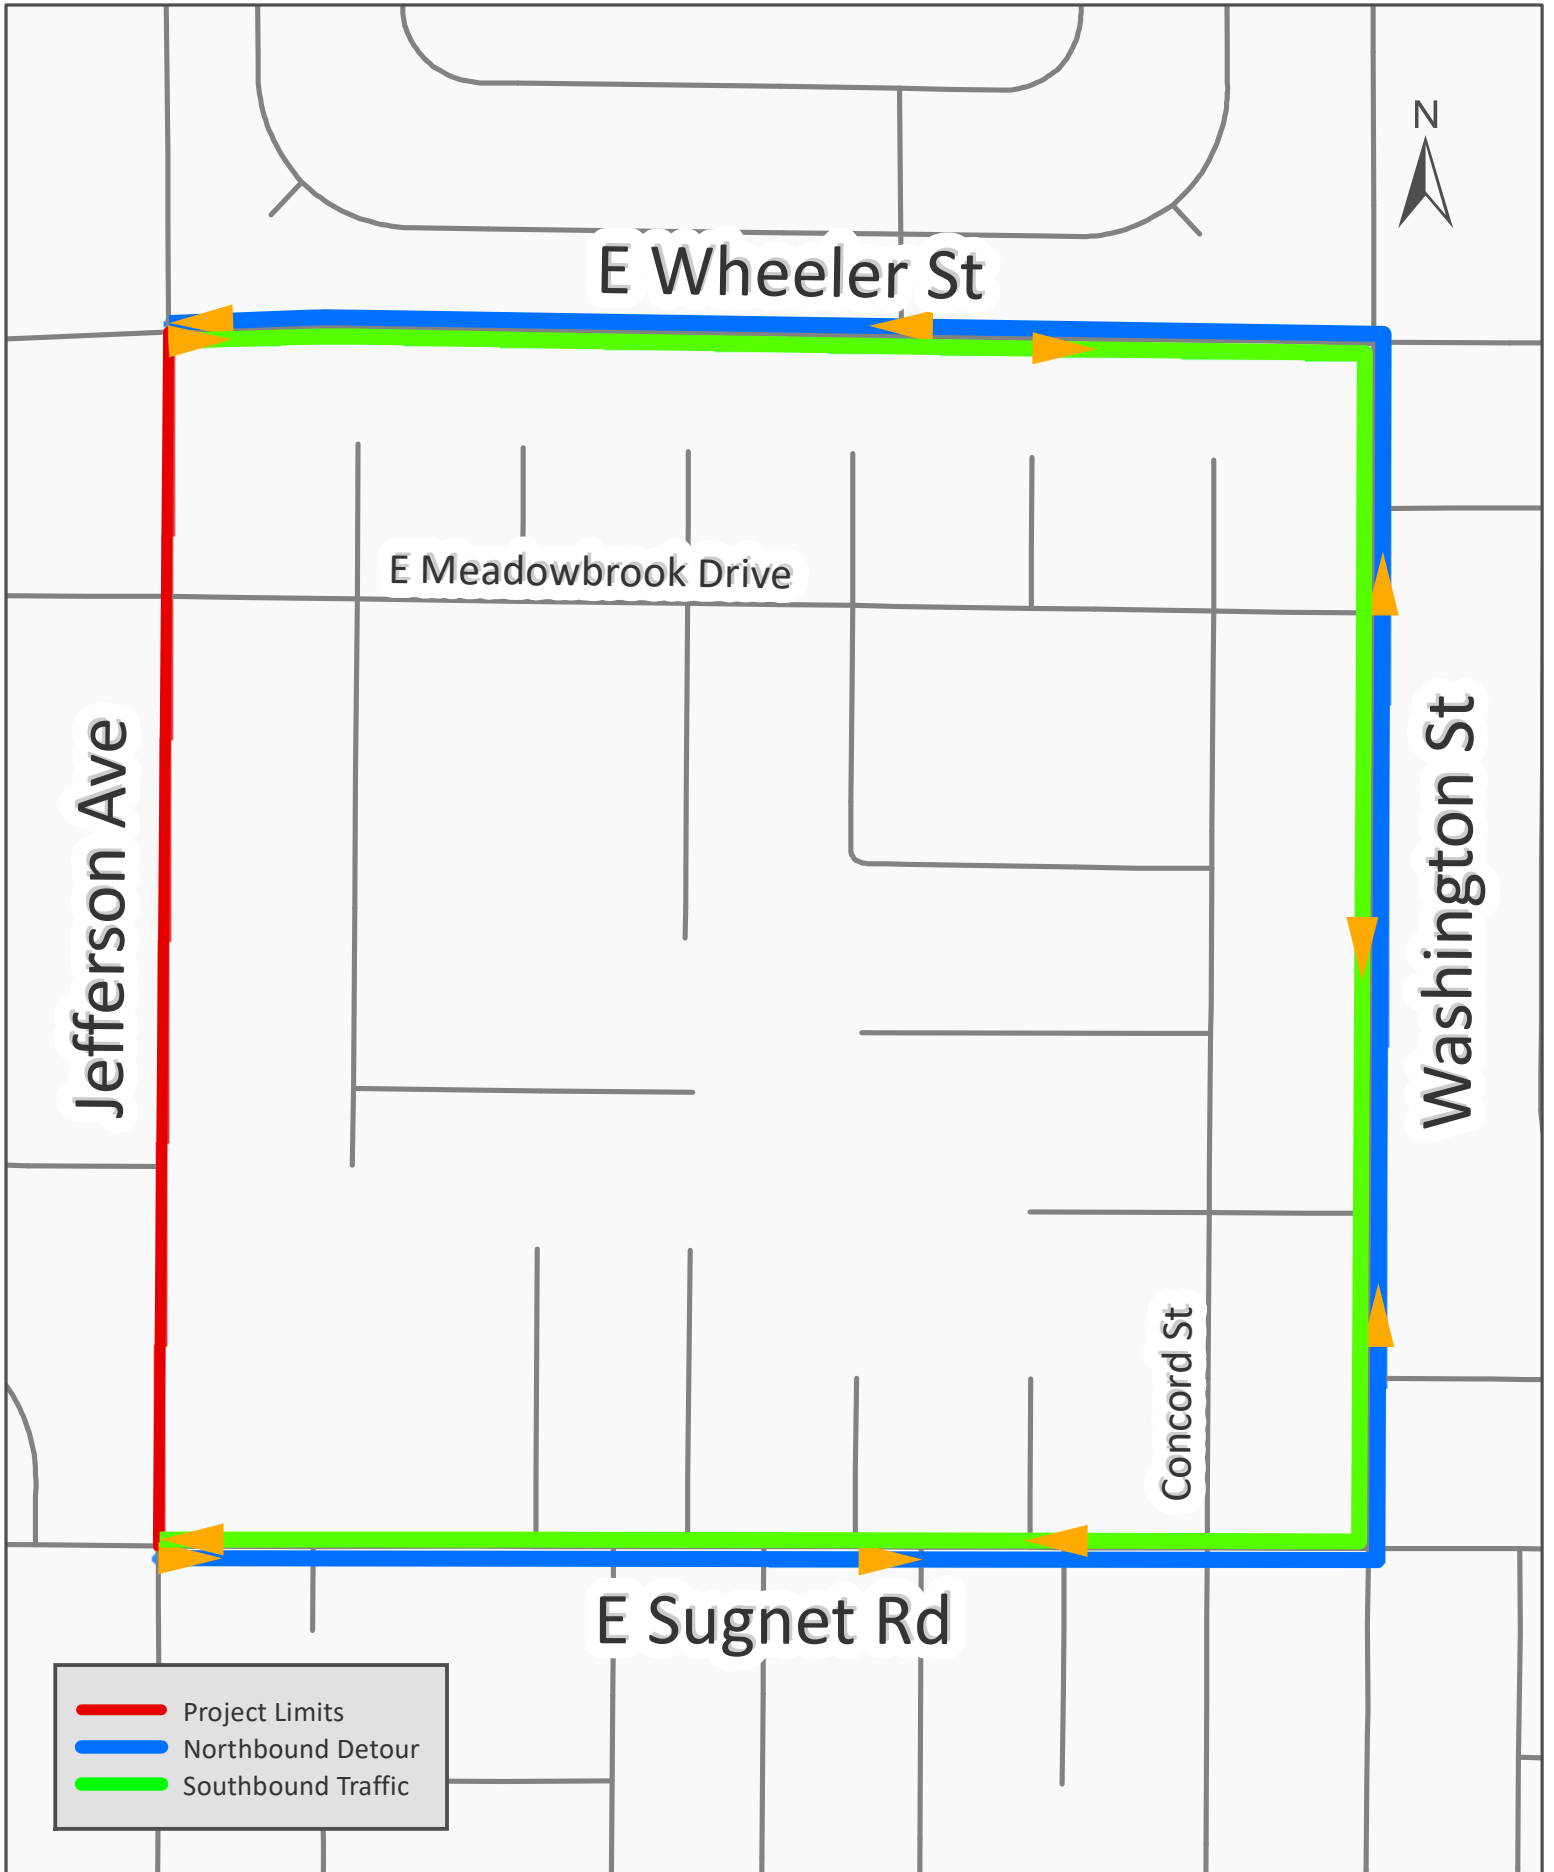 N
E Wheeler St
E Meadowbrook Drive
Jefferson Ave
Washington St
Concord St
E Sugnet Rd
Project Limits
Northbound Detour
Southbound Traffic